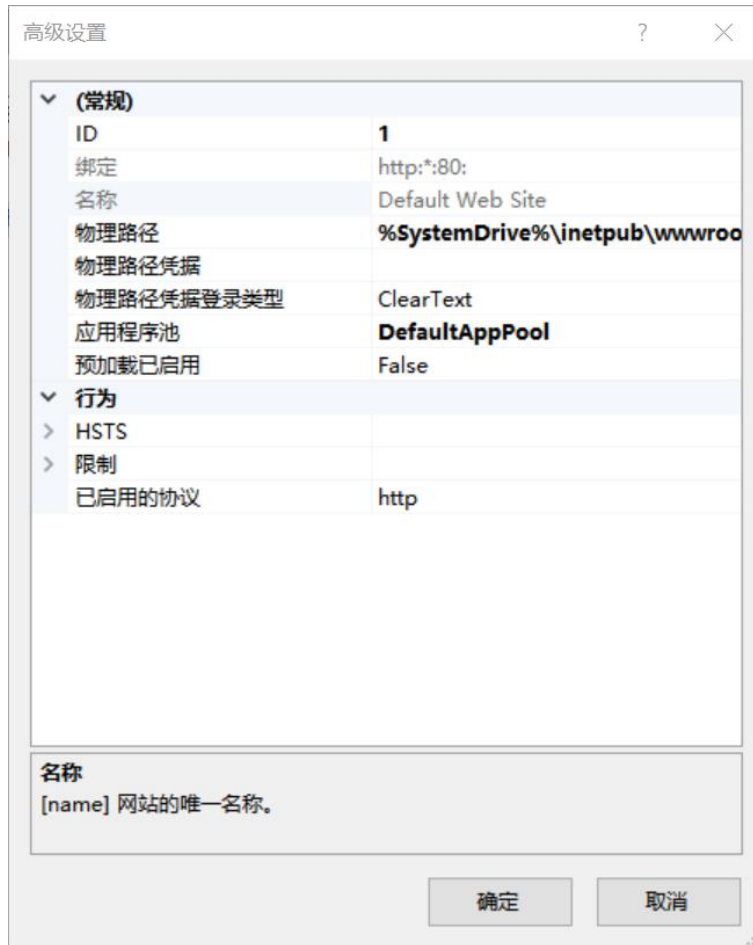 高级设置
(常规)
ID 1
绑定 http:*:80:
名称 Default Web Site
物理路径 %SystemDrive%\inetpub\wwwroo
物理路径凭据
物理路径凭据登录类型 ClearText
应用程序池 DefaultAppPool
预加载已启用 False
行为
HSTS
限制
已启用的协议 http
名称
[name] 网站的唯一名称。
确定 取消